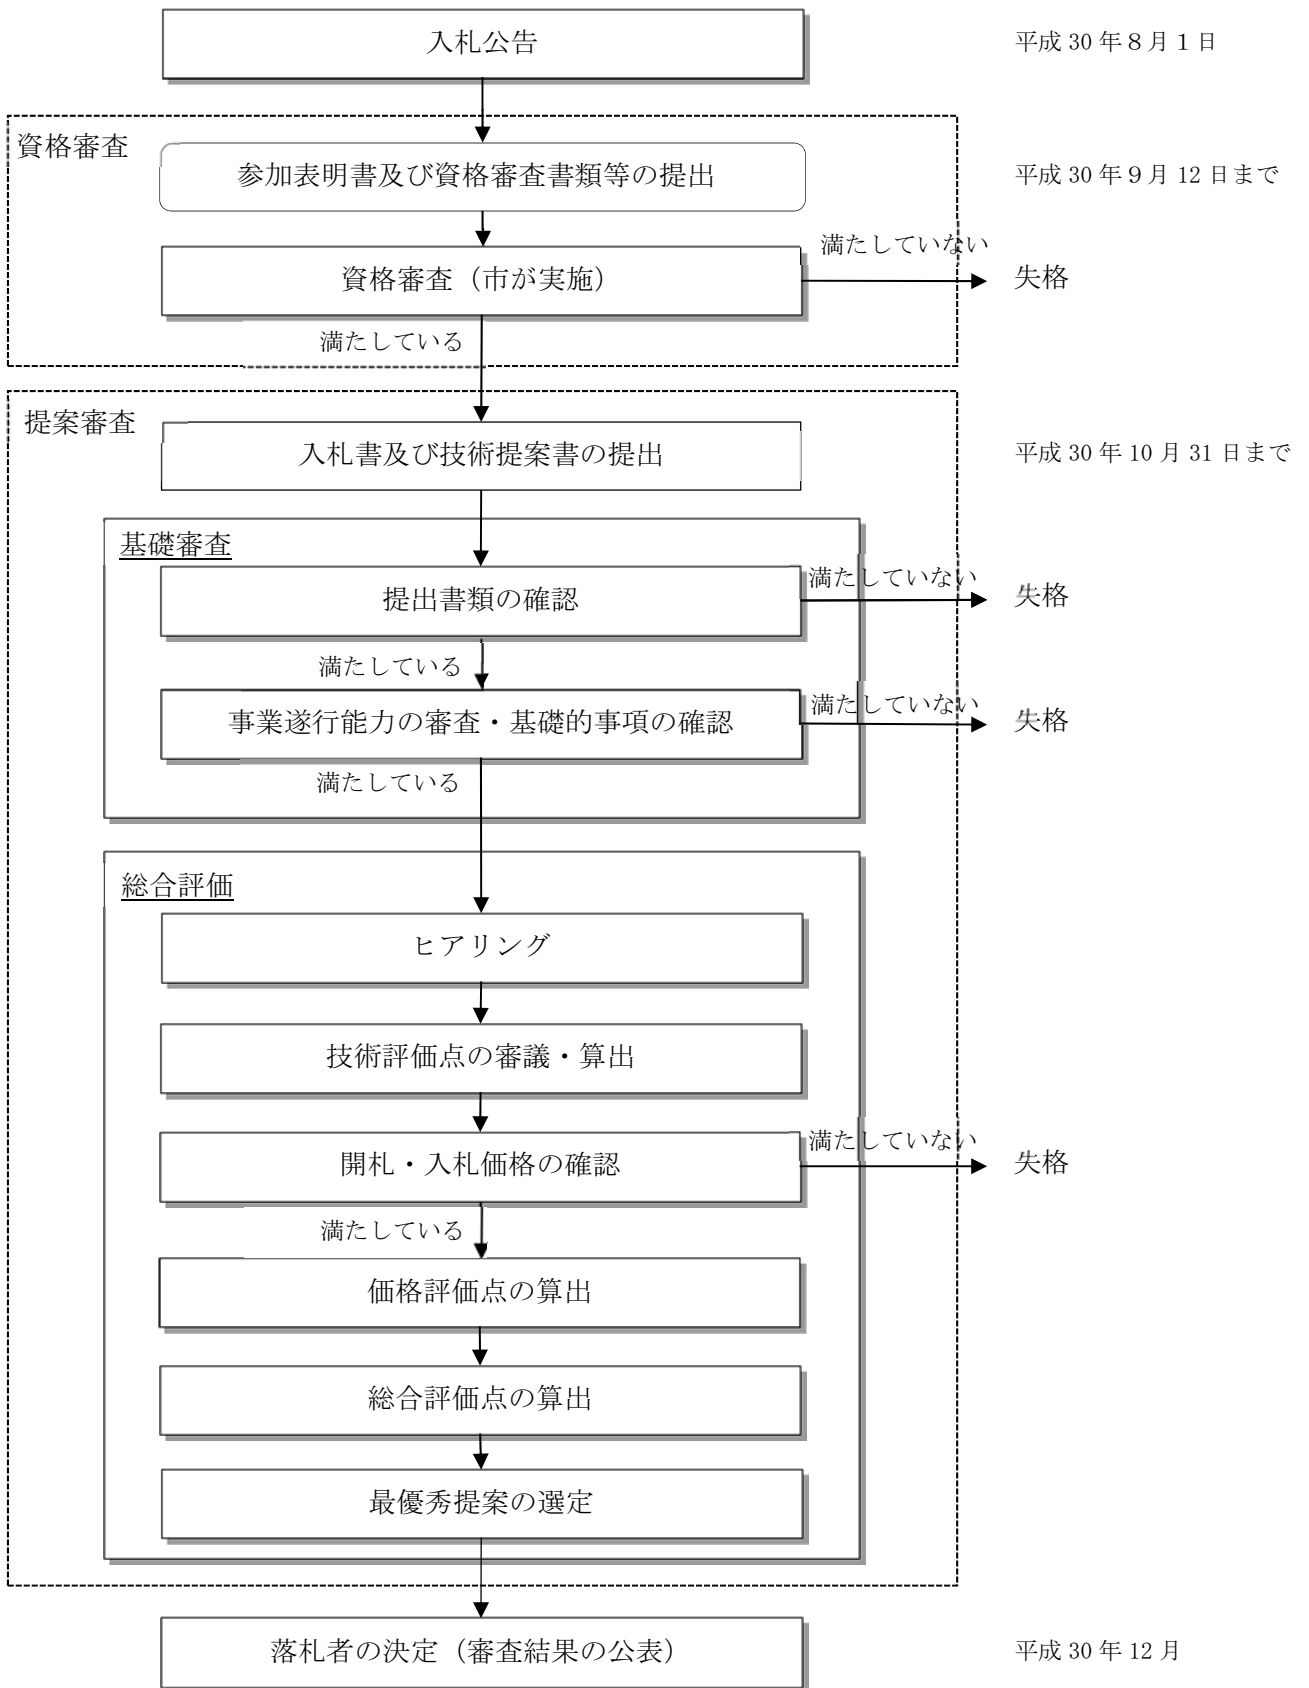 入札公告
平成 30 年８月１日
資格審査
参加表明書及び資格審査書類等の提出
平成 30 年９月 12 日まで
満たしていない
資格審査（市が実施）
失格
満たしている
提案審査
入札書及び技術提案書の提出
平成 30 年 10 月 31 日まで
基礎審査
満たしていない
提出書類の確認
失格
満たしている
満たしていない
事業遂行能力の審査・基礎的事項の確認
失格
満たしている
総合評価
ヒアリング
技術評価点の審議・算出
満たしていない
開札・入札価格の確認
失格
満たしている
価格評価点の算出
総合評価点の算出
最優秀提案の選定
落札者の決定（審査結果の公表）
平成 30 年 12 月